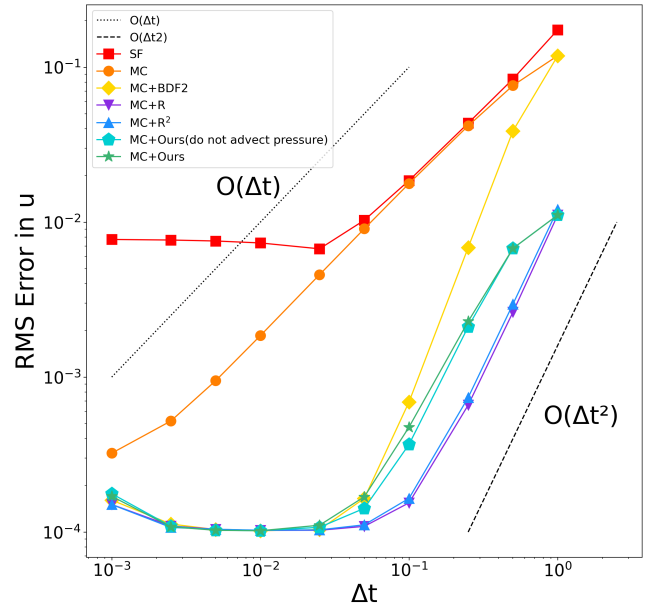 O(Δt)
O(Δt2)
SF
MC
MC+BDF2
MC+R
MC+R²
MC+Ours(do not advect pressure)
MC+Ours
O(Δt)
O(Δt²)
RMS Error in u
10⁻¹
10⁻²
10⁻³
10⁻⁴
10⁻³
10⁻²
10⁻¹
10⁰
Δt